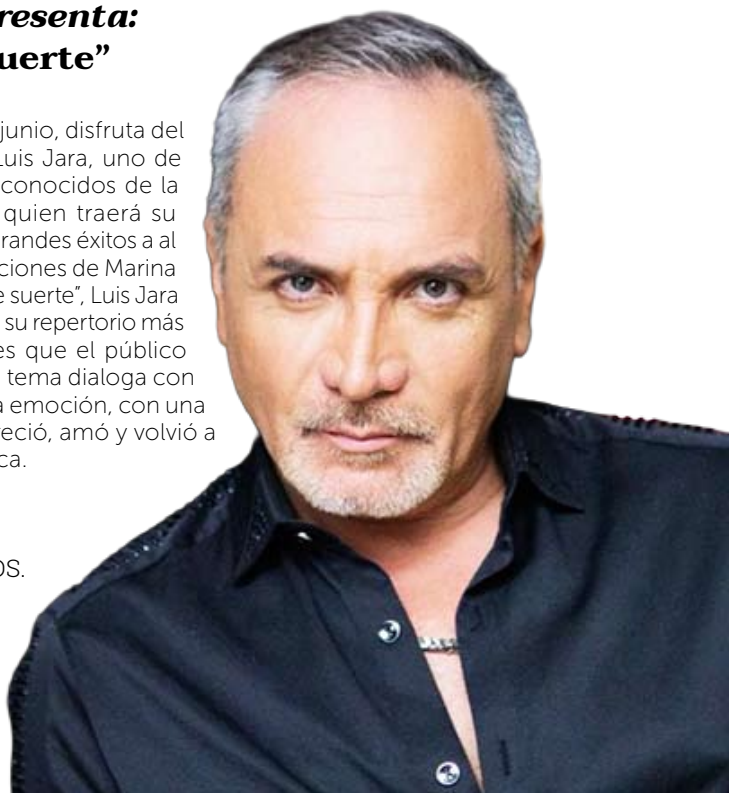 resenta:
uerte”
junio, disfruta del
Luis Jara, uno de
conocidos de la
quien traerá su
randes éxitos a al
ciones de Marina
e suerte”, Luis Jara
su repertorio más
es que el público
tema dialoga con
a emoción, con una
eció, amó y volvió a
ca.
OS.